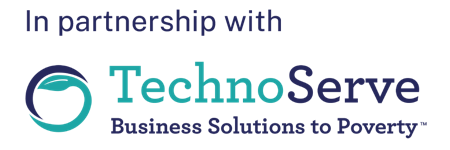 In partnership with
TechnoServe
Business Solutions to Poverty™